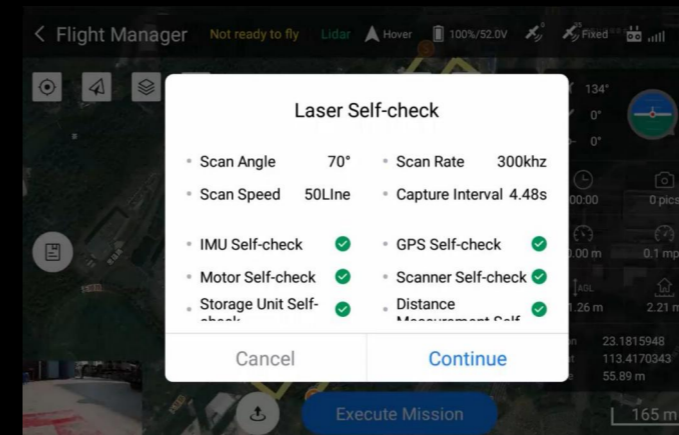 Flight Manager Not ready to fly Lidar Hover 100%/52.0V Fixed
Laser Self-check
Scan Angle 70° Scan Rate 300khz
Scan Speed 50LIne Capture Interval 4.48s
IMU Self-check GPS Self-check
Motor Self-check Scanner Self-check
Storage Unit Self- Distance
Cancel Continue
Execute Mission
134°
0°
0°
00:00 0 pics
0.1 mp
AGL
2.21 m
23.1815948
113.4170343
55.89 m
165 m